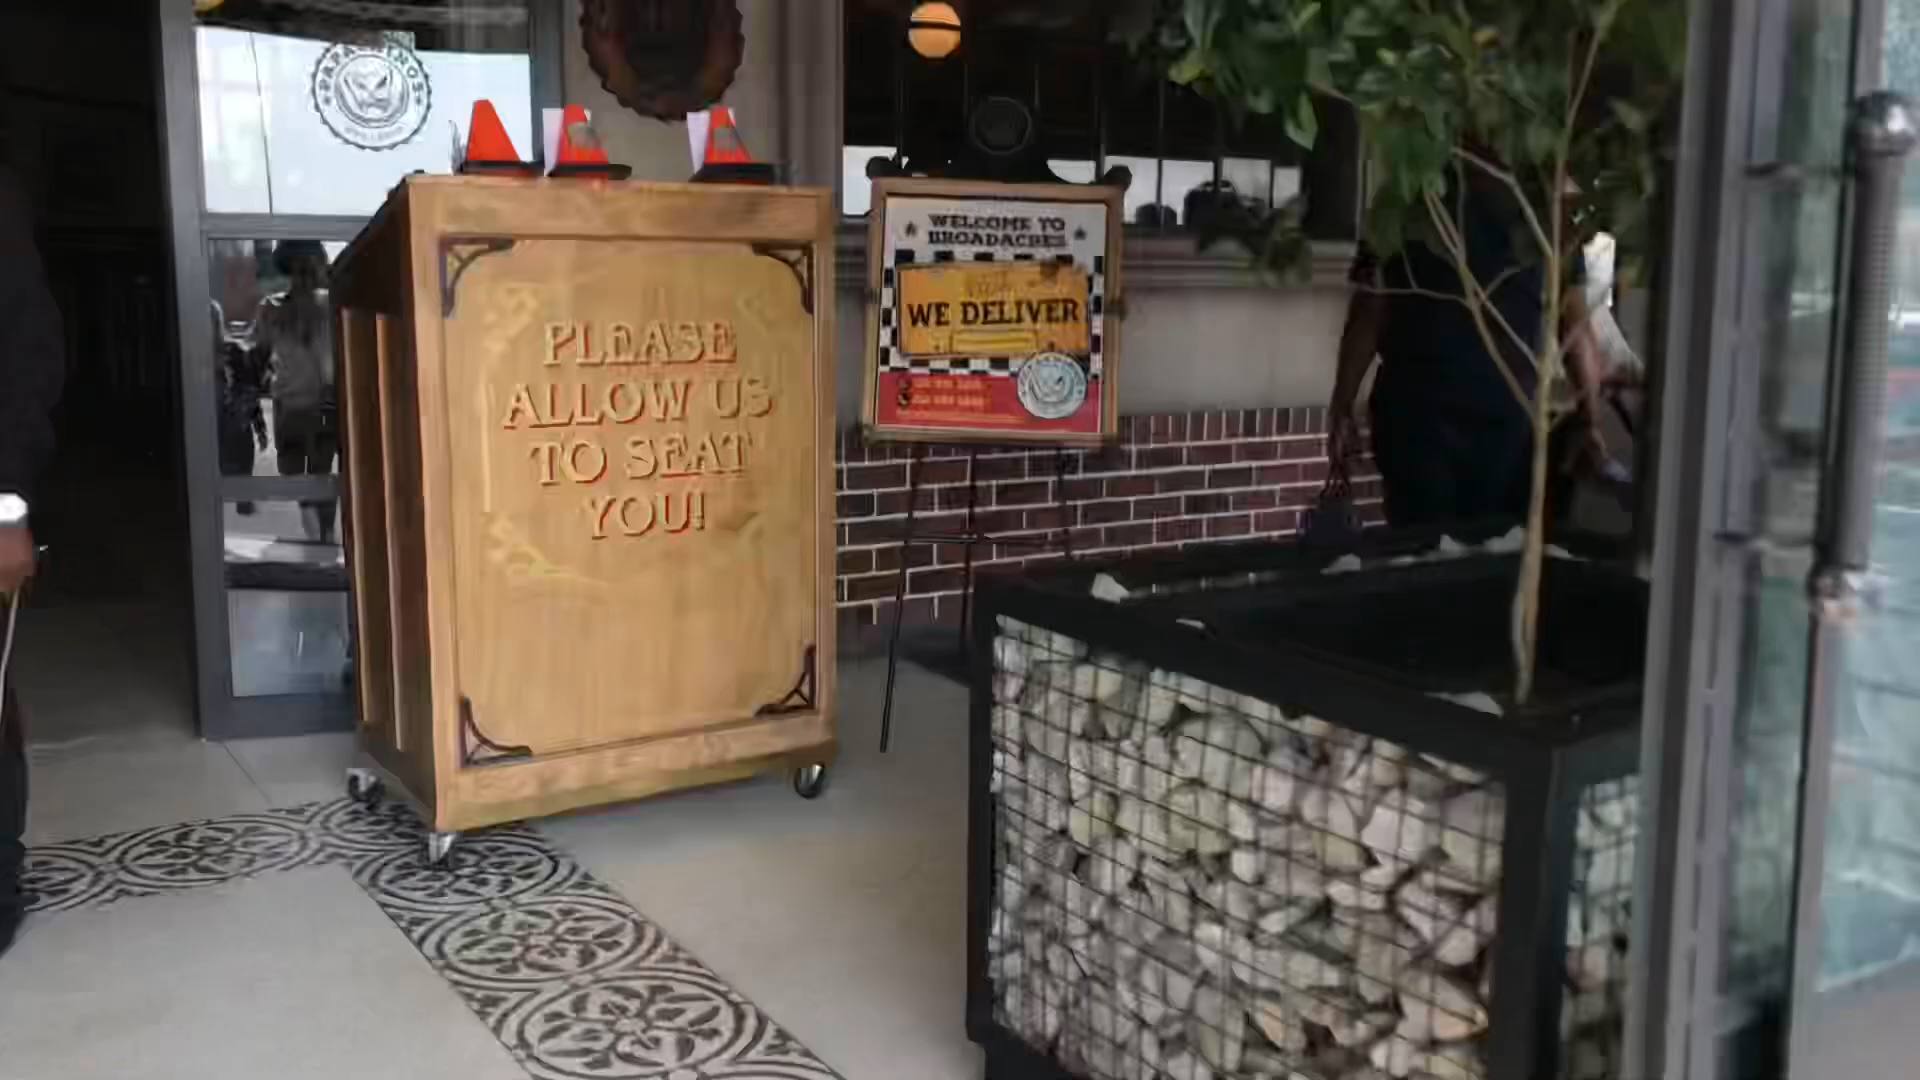 PLEASE
ALLOW US
TO SEAT
YOU!
WELCOME TO
BROADACRES
WE DELIVER